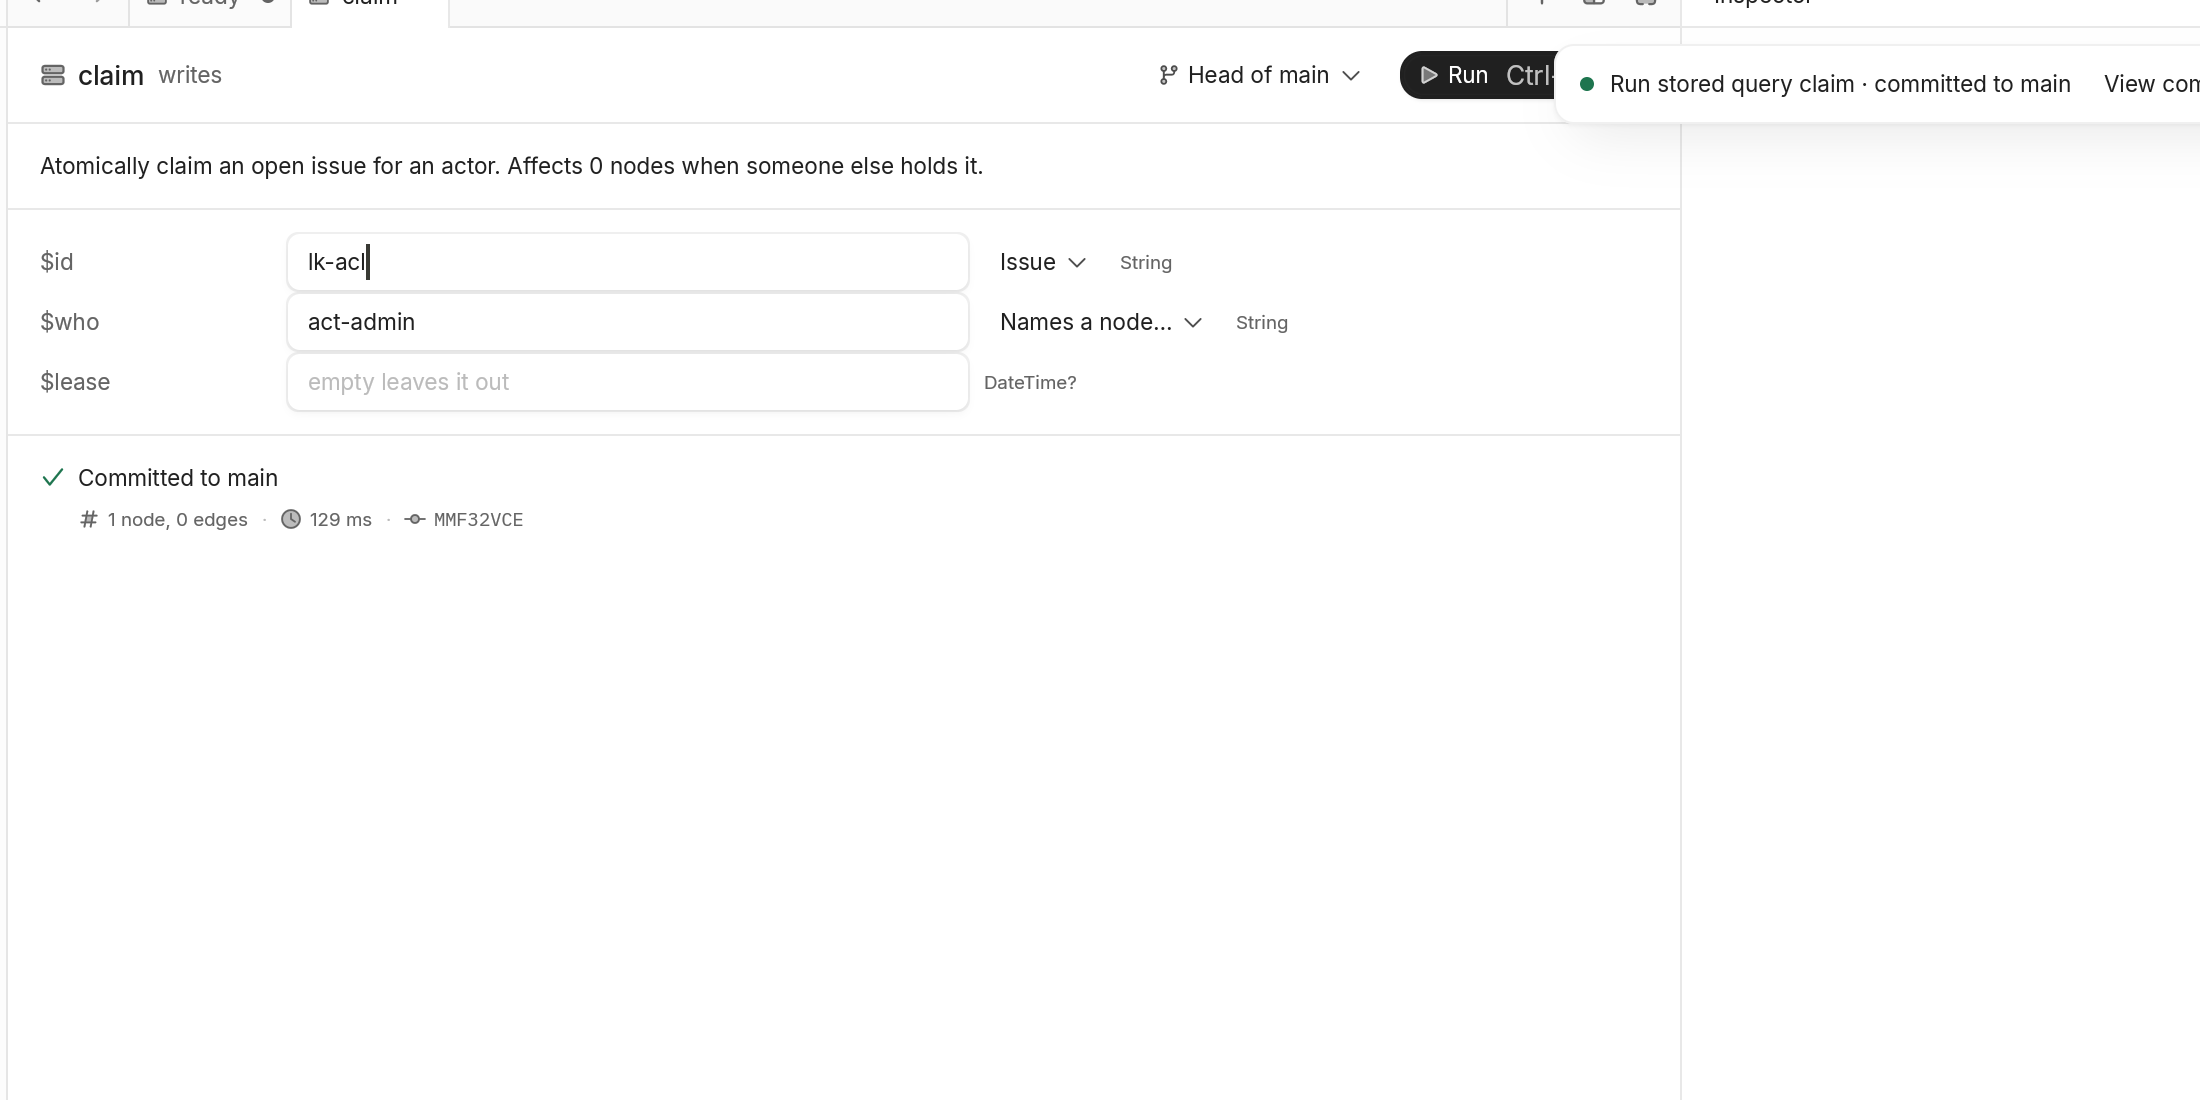 ready
claim
Inspector
claim writes
Head of main
Run Ctrl
Run stored query claim · committed to main View com
Atomically claim an open issue for an actor. Affects 0 nodes when someone else holds it.
$id lk-acl Issue String
$who act-admin Names a node... String
$lease empty leaves it out DateTime?
Committed to main
1 node, 0 edges · 129 ms · MMF32VCE